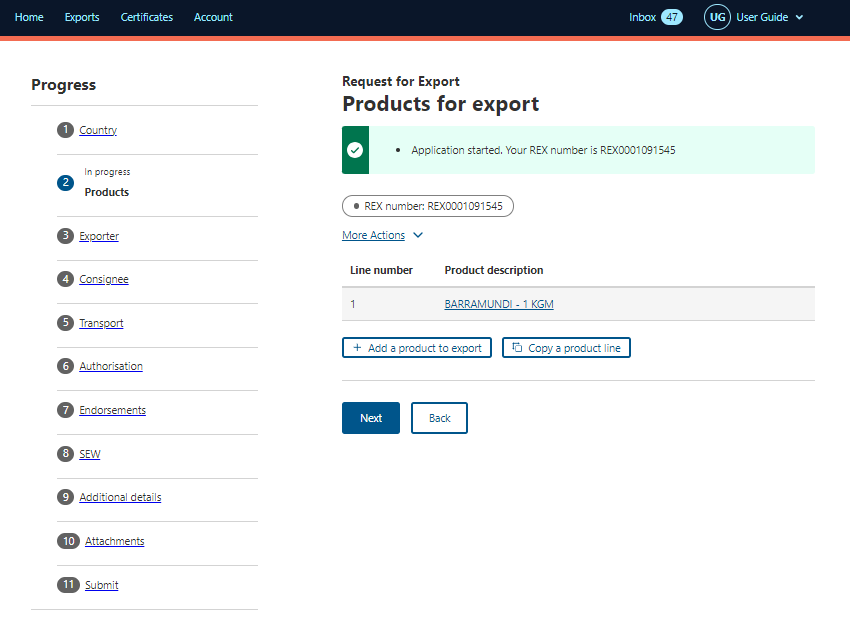 Home Exports Certificates Account Inbox 47 UG User Guide
Progress
1 Country
In progress
2 Products
3 Exporter
4 Consignee
5 Transport
6 Authorisation
7 Endorsements
8 SEW
9 Additional details
10 Attachments
11 Submit
Request for Export
Products for export
Application started. Your REX number is REX0001091545
REX number: REX0001091545
More Actions
Line number Product description
1 BARRAMUNDI - 1 KGM
+ Add a product to export Copy a product line
Next Back